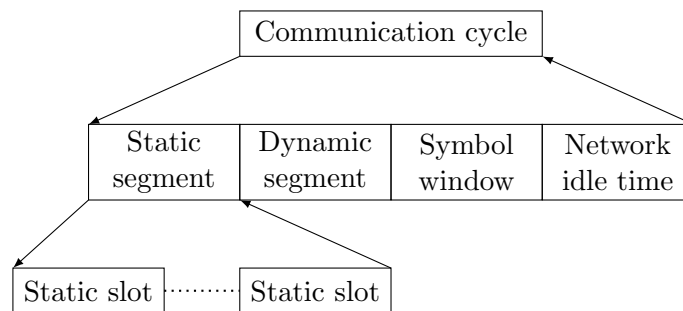 Communication cycle
Static segment
Dynamic segment
Symbol window
Network idle time
Static slot
Static slot